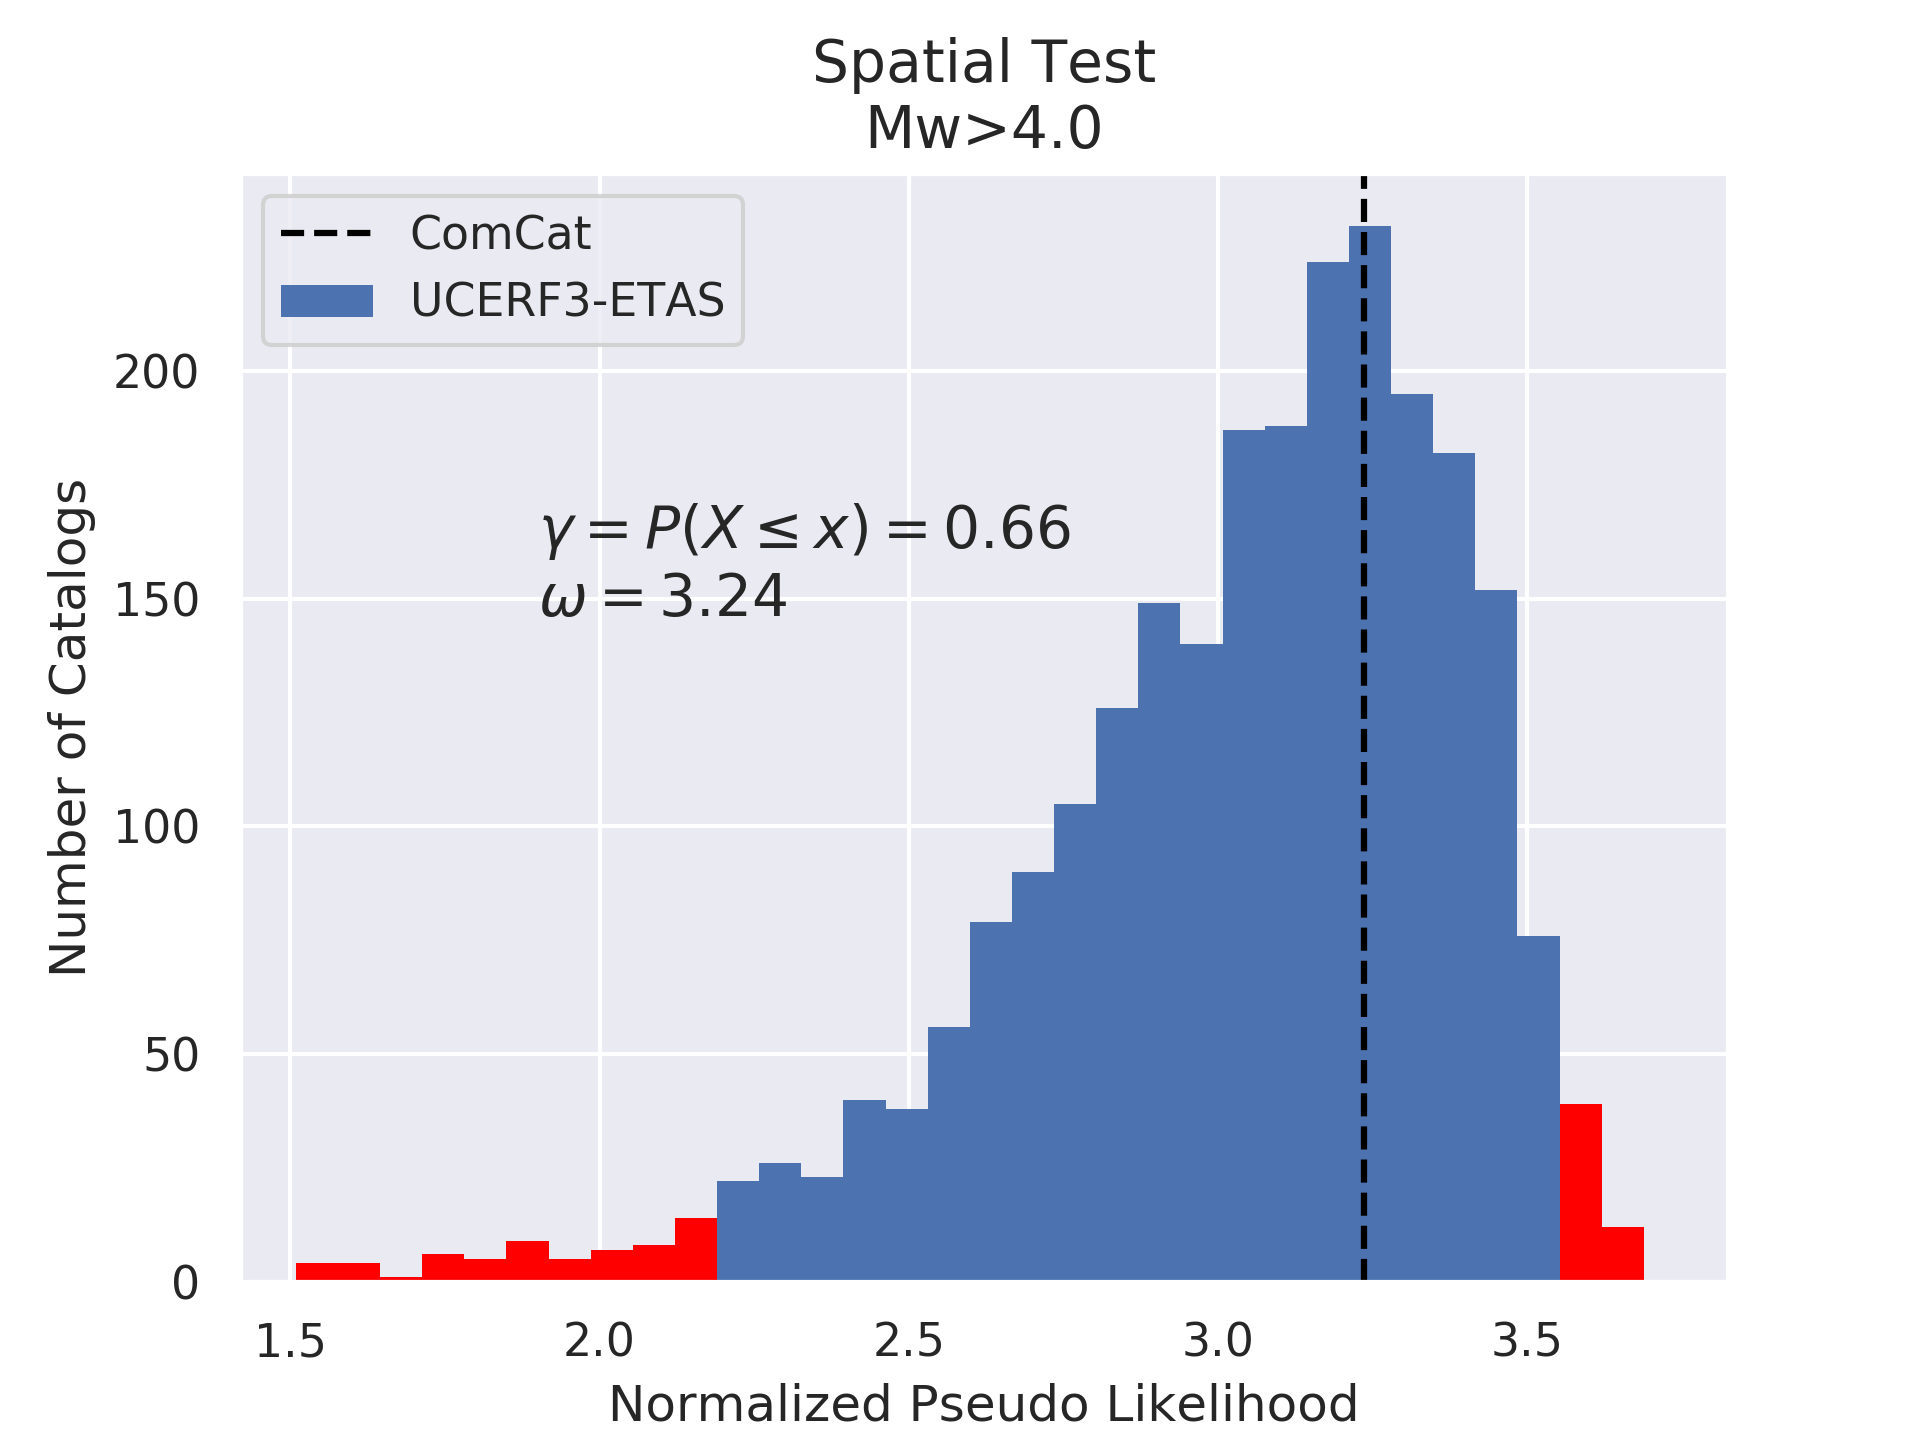 Spatial Test
Mw>4.0
ComCat
UCERF3-ETAS
γ = P(X ≤ x) = 0.66
ω = 3.24
Number of Catalogs
200
150
100
50
0
1.5 2.0 2.5 3.0 3.5
Normalized Pseudo Likelihood